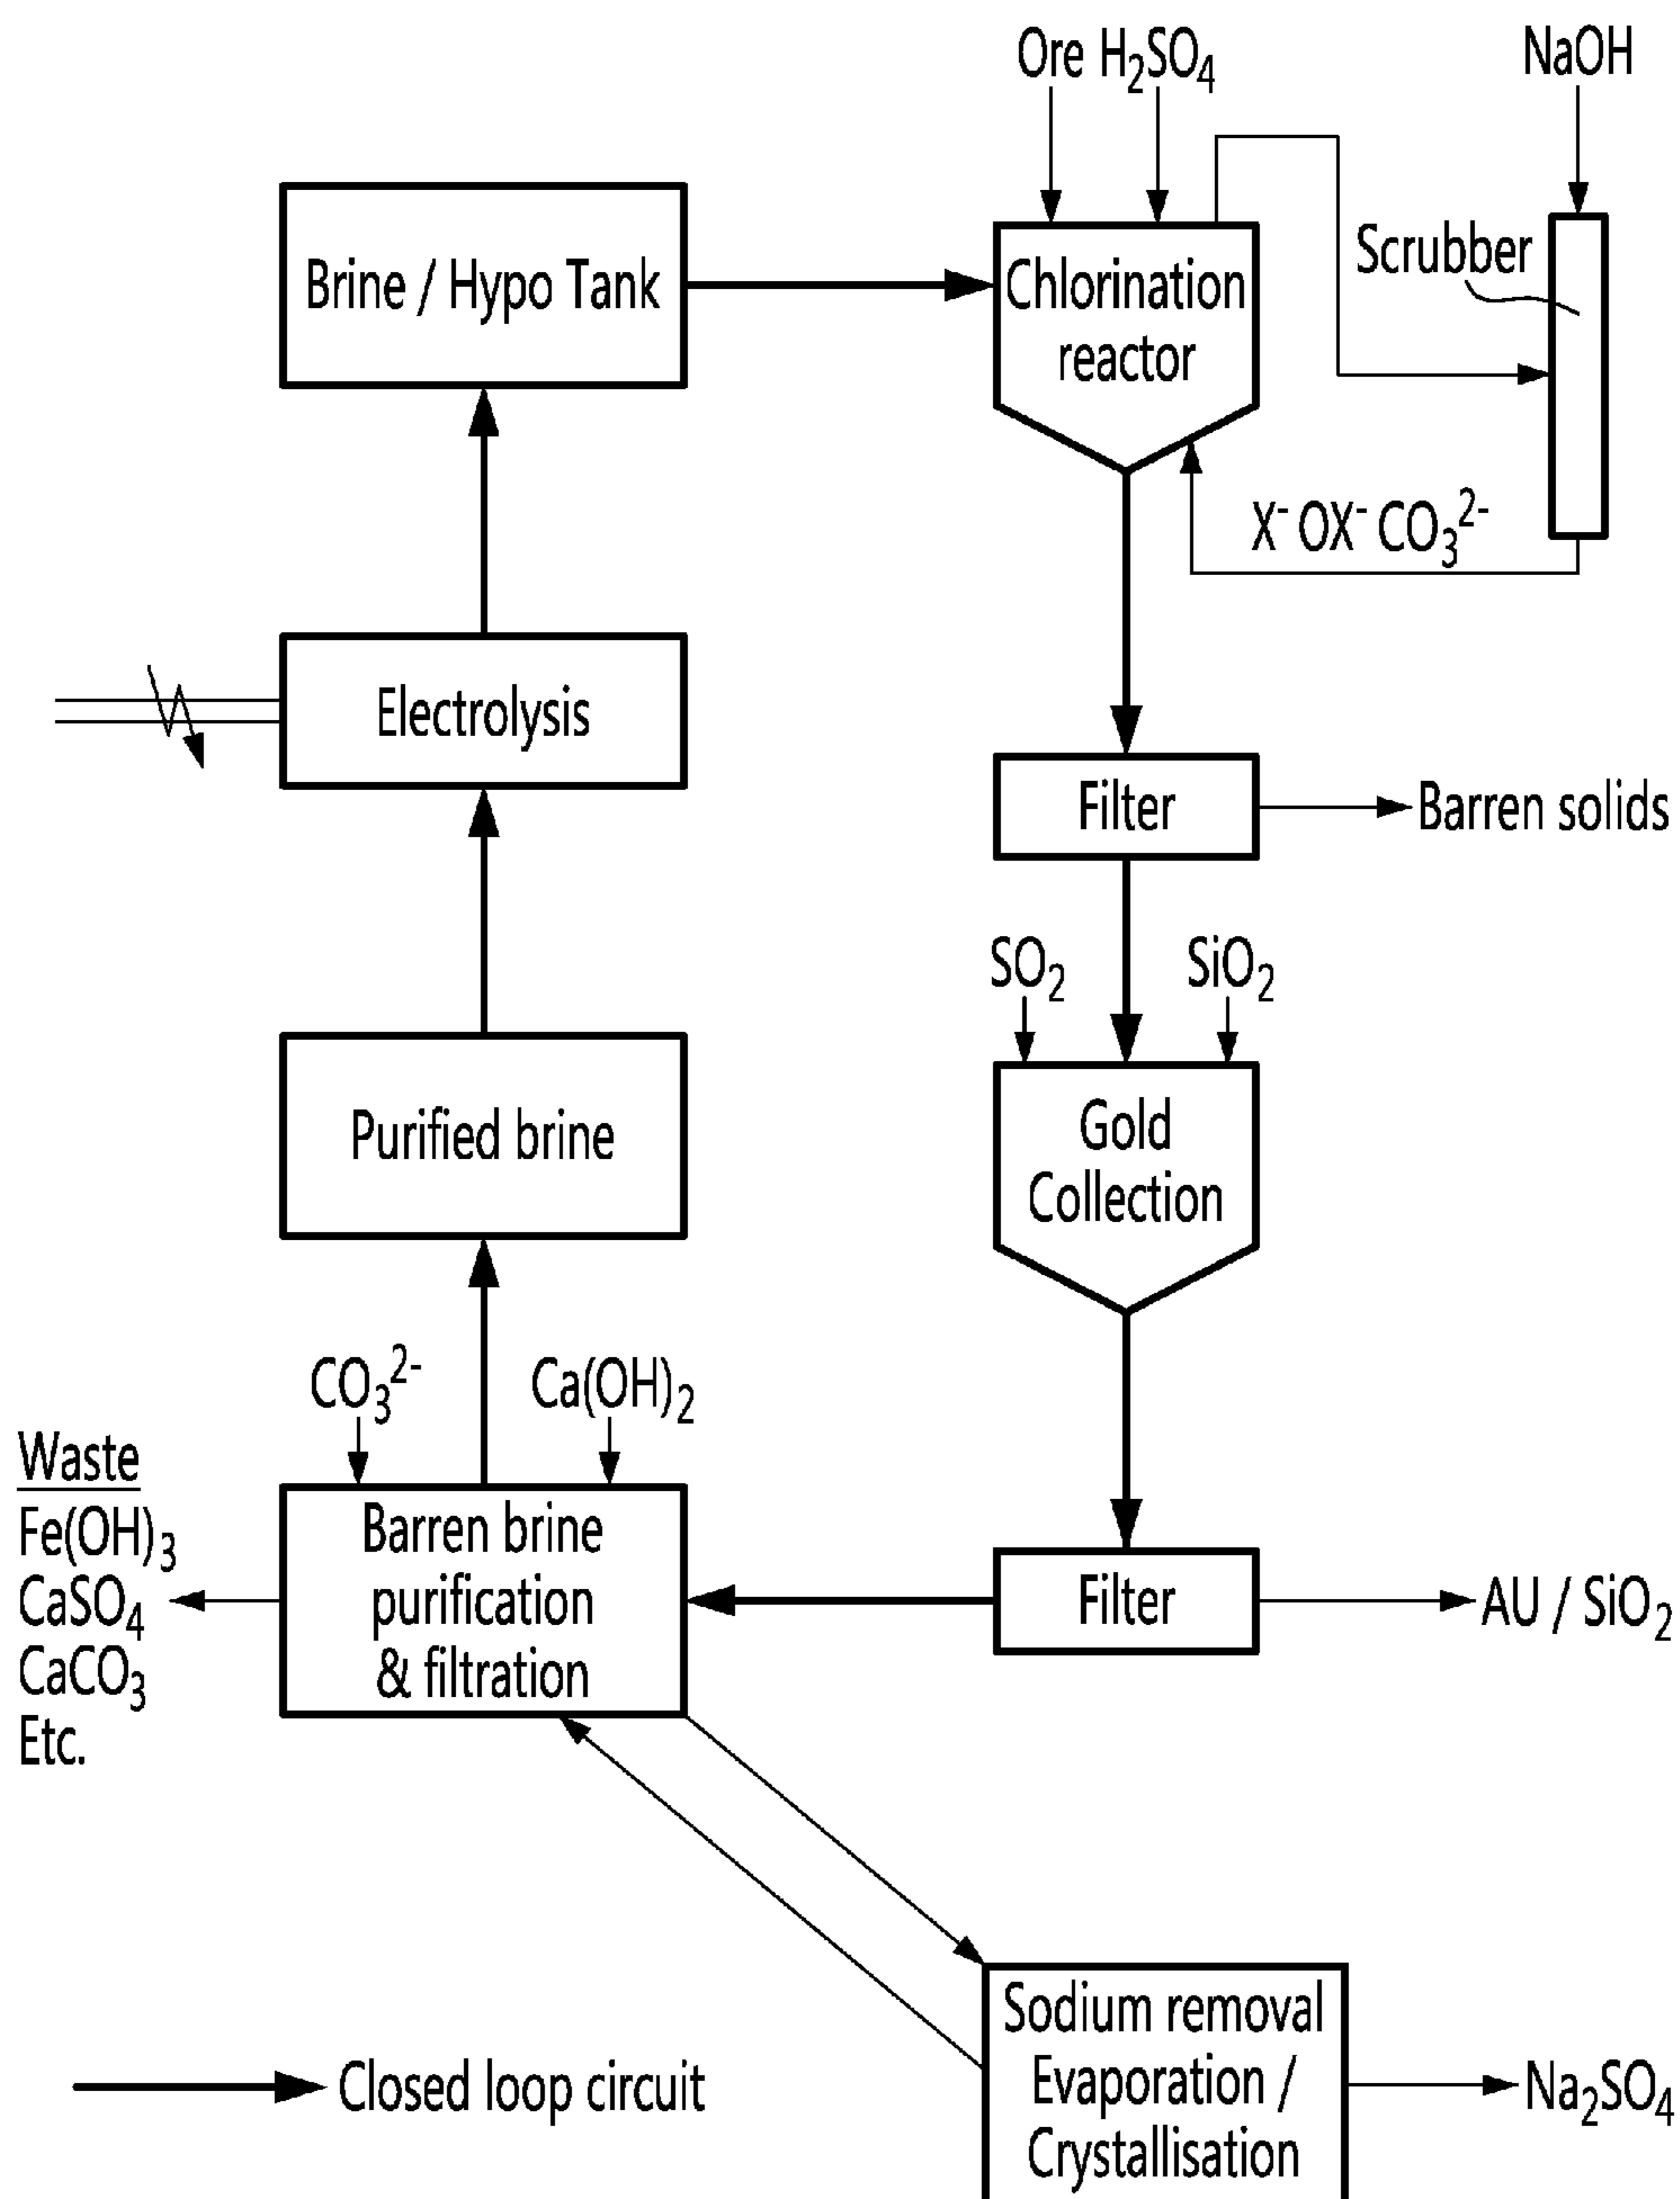 Ore H₂SO₄
NaOH
Brine / Hypo Tank
Chlorination
reactor
Scrubber
X⁻ OX⁻ CO₃²⁻
Electrolysis
Filter
Barren solids
SO₂
SiO₂
Purified brine
Gold
Collection
CO₃²⁻
Ca(OH)₂
Waste
Fe(OH)₃
CaSO₄
CaCO₃
Etc.
Barren brine
purification
& filtration
Filter
AU / SiO₂
Sodium removal
Evaporation /
Crystallisation
Na₂SO₄
Closed loop circuit